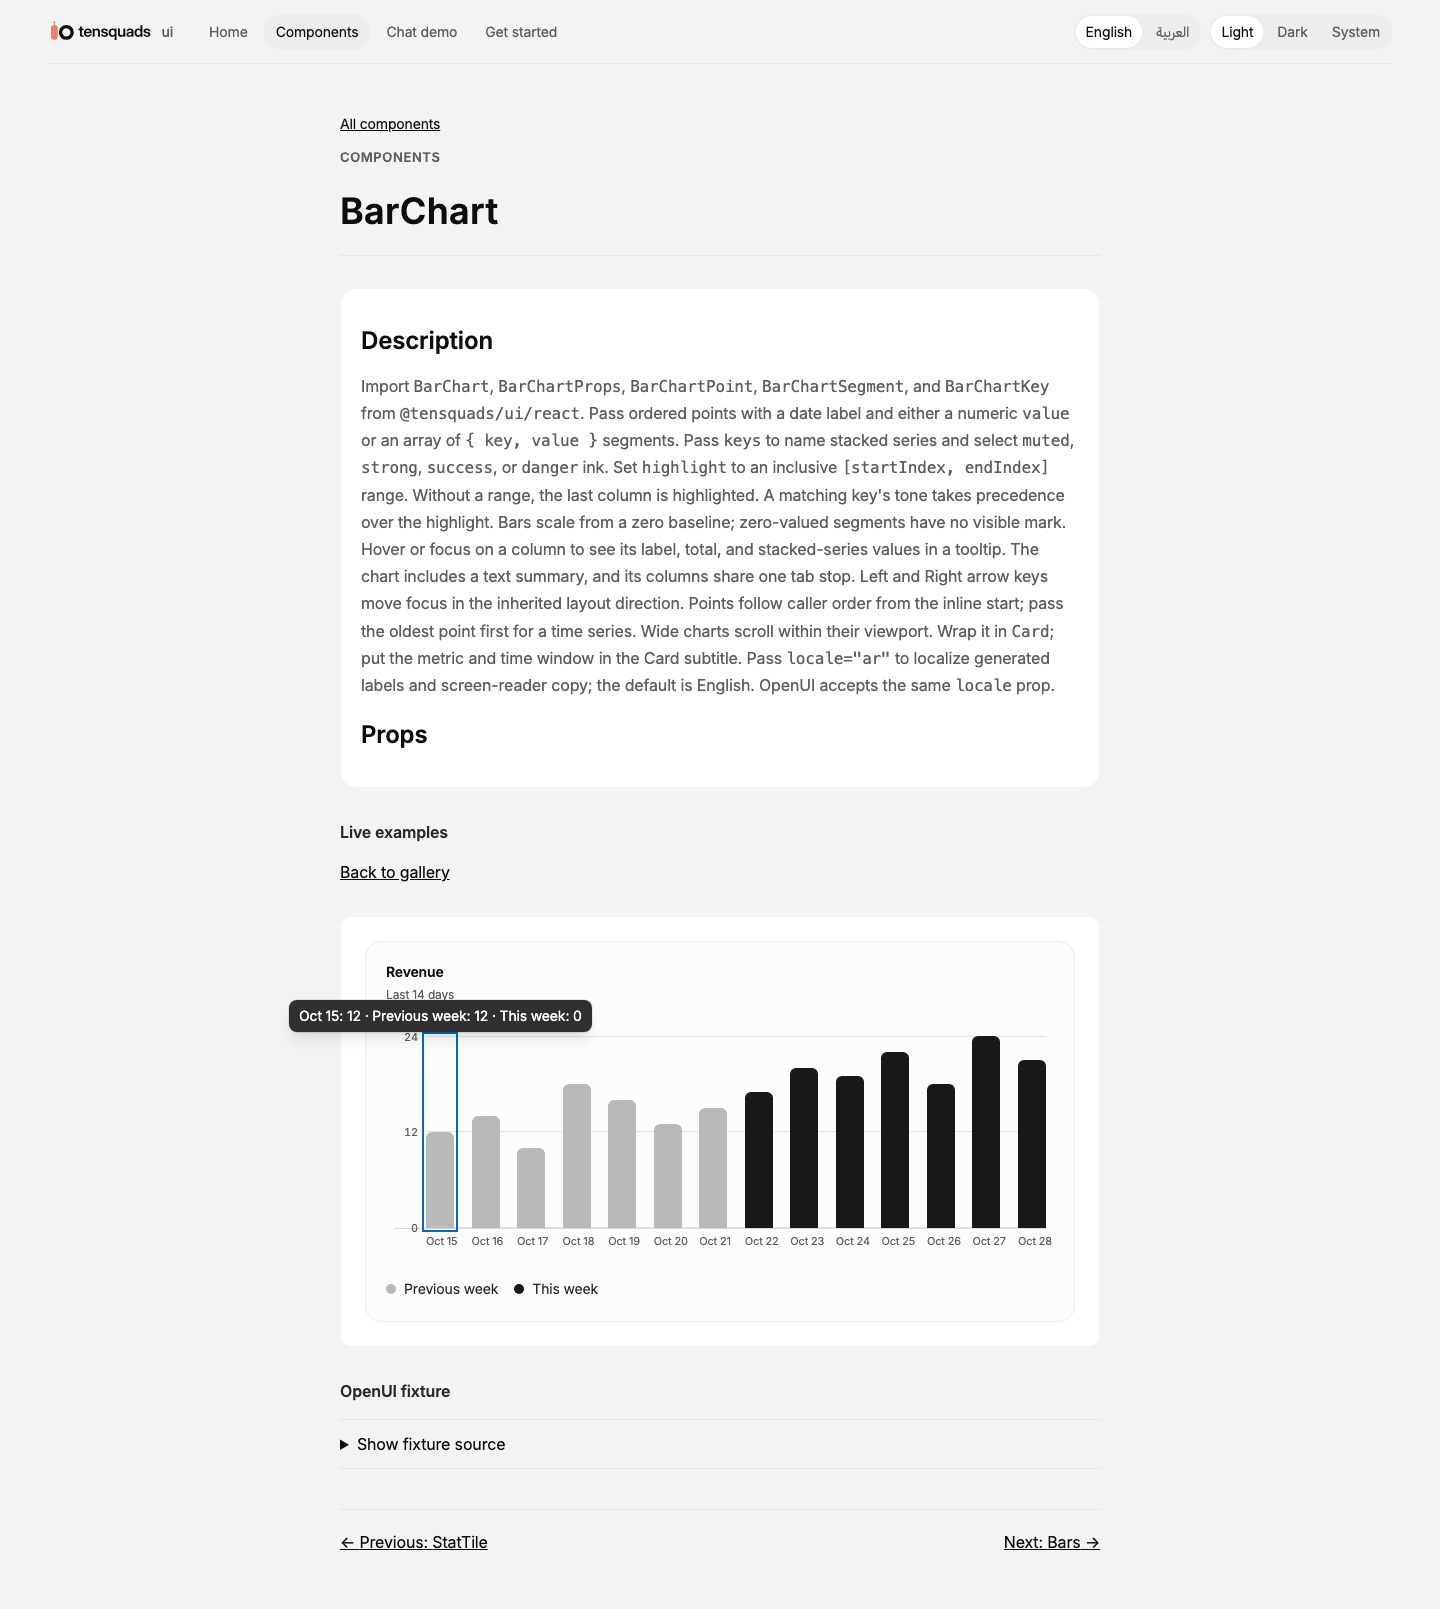 tensquads ui
Home
Components
Chat demo
Get started
English
العربية
Light
Dark
System
All components
COMPONENTS
BarChart
Description
Import BarChart, BarChartProps, BarChartPoint, BarChartSegment, and BarChartKey
from @tensquads/ui/react. Pass ordered points with a date label and either a numeric value
or an array of { key, value } segments. Pass keys to name stacked series and select muted,
strong, success, or danger ink. Set highlight to an inclusive [startIndex, endIndex]
range. Without a range, the last column is highlighted. A matching key's tone takes precedence
over the highlight. Bars scale from a zero baseline; zero-valued segments have no visible mark.
Hover or focus on a column to see its label, total, and stacked-series values in a tooltip. The
chart includes a text summary, and its columns share one tab stop. Left and Right arrow keys
move focus in the inherited layout direction. Points follow caller order from the inline start; pass
the oldest point first for a time series. Wide charts scroll within their viewport. Wrap it in Card;
put the metric and time window in the Card subtitle. Pass locale="ar" to localize generated
labels and screen-reader copy; the default is English. OpenUI accepts the same locale prop.
Props
Live examples
Back to gallery
Revenue
Last 14 days
Oct 15: 12 · Previous week: 12 · This week: 0
24
12
0
Oct 15 Oct 16 Oct 17 Oct 18 Oct 19 Oct 20 Oct 21 Oct 22 Oct 23 Oct 24 Oct 25 Oct 26 Oct 27 Oct 28
Previous week
This week
OpenUI fixture
Show fixture source
← Previous: StatTile
Next: Bars →